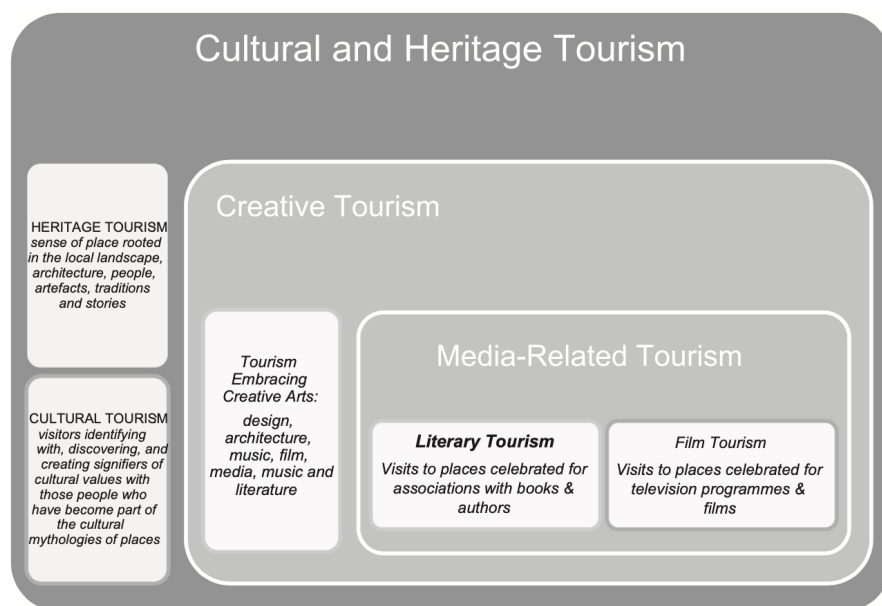 Cultural and Heritage Tourism
HERITAGE TOURISM
sense of place rooted
in the local landscape,
architecture, people,
artefacts, traditions
and stories
CULTURAL TOURISM
visitors identifying
with, discovering, and
creating signifiers of
cultural values with
those people who
have become part of
the cultural
mythologies of places
Creative Tourism
Tourism
Embracing
Creative Arts:
design,
architecture,
music, film,
media, music and
literature
Media-Related Tourism
Literary Tourism
Visits to places celebrated for
associations with books &
authors
Film Tourism
Visits to places celebrated for
television programmes &
films